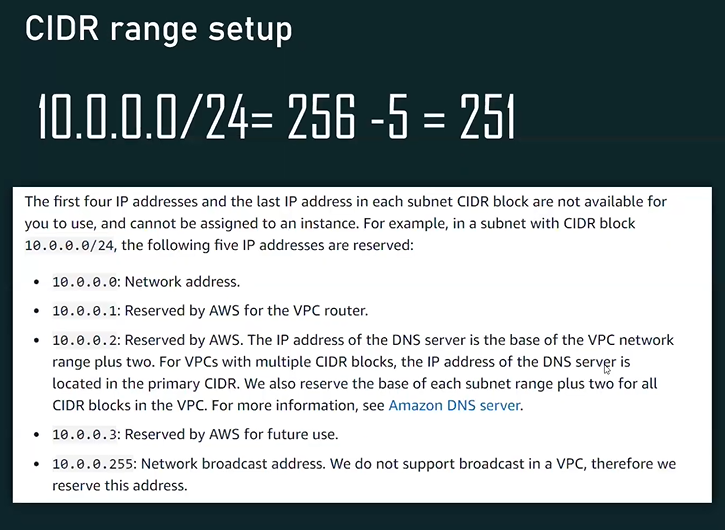 CIDR range setup
10.0.0.0/24= 256 -5 = 251
The first four IP addresses and the last IP address in each subnet CIDR block are not available for
you to use, and cannot be assigned to an instance. For example, in a subnet with CIDR block
10.0.0.0/24, the following five IP addresses are reserved:
• 10.0.0.0: Network address.
• 10.0.0.1: Reserved by AWS for the VPC router.
• 10.0.0.2: Reserved by AWS. The IP address of the DNS server is the base of the VPC network
range plus two. For VPCs with multiple CIDR blocks, the IP address of the DNS server is
located in the primary CIDR. We also reserve the base of each subnet range plus two for all
CIDR blocks in the VPC. For more information, see Amazon DNS server.
• 10.0.0.3: Reserved by AWS for future use.
• 10.0.0.255: Network broadcast address. We do not support broadcast in a VPC, therefore we
reserve this address.